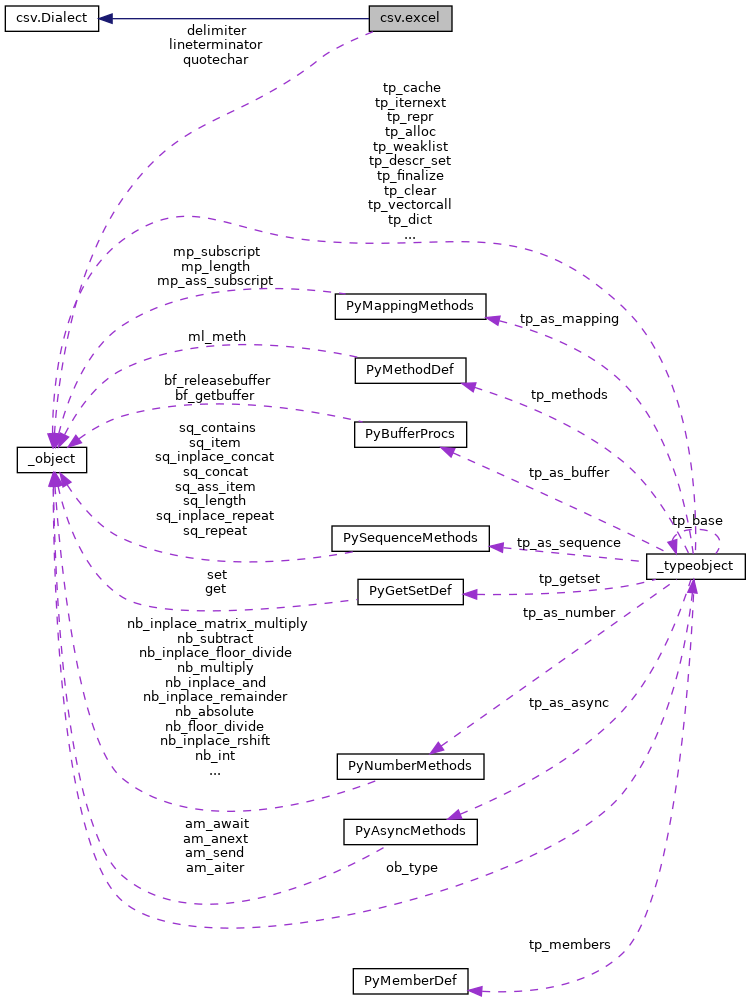 csv.Dialect
csv.excel
delimiter
lineterminator
quotechar
tp_cache
tp_iternext
tp_repr
tp_alloc
tp_weaklist
tp_descr_set
tp_finalize
tp_clear
tp_vectorcall
tp_dict
...
mp_subscript
mp_length
mp_ass_subscript
PyMappingMethods
tp_as_mapping
ml_meth
PyMethodDef
tp_methods
bf_releasebuffer
bf_getbuffer
PyBufferProcs
_object
sq_contains
sq_item
sq_inplace_concat
sq_concat
sq_ass_item
sq_length
sq_inplace_repeat
sq_repeat
tp_as_buffer
tp_base
PySequenceMethods
tp_as_sequence
_typeobject
set
get
PyGetSetDef
tp_getset
tp_as_number
nb_inplace_matrix_multiply
nb_subtract
nb_inplace_floor_divide
nb_multiply
nb_inplace_and
nb_inplace_remainder
nb_absolute
nb_floor_divide
nb_inplace_rshift
nb_int
...
tp_as_async
PyNumberMethods
am_await
am_anext
am_send
am_aiter
PyAsyncMethods
ob_type
tp_members
PyMemberDef